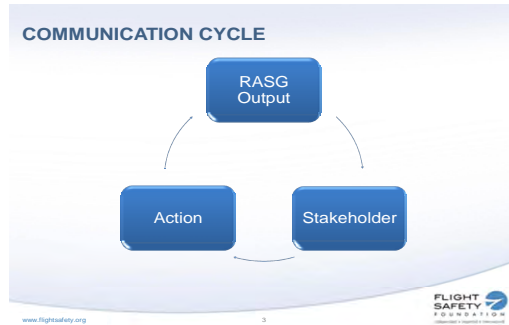 COMMUNICATION CYCLE
RASG
Output
Action
Stakeholder
FLIGHT
SAFETY
FOUNDATION
www.flightsafety.org
3